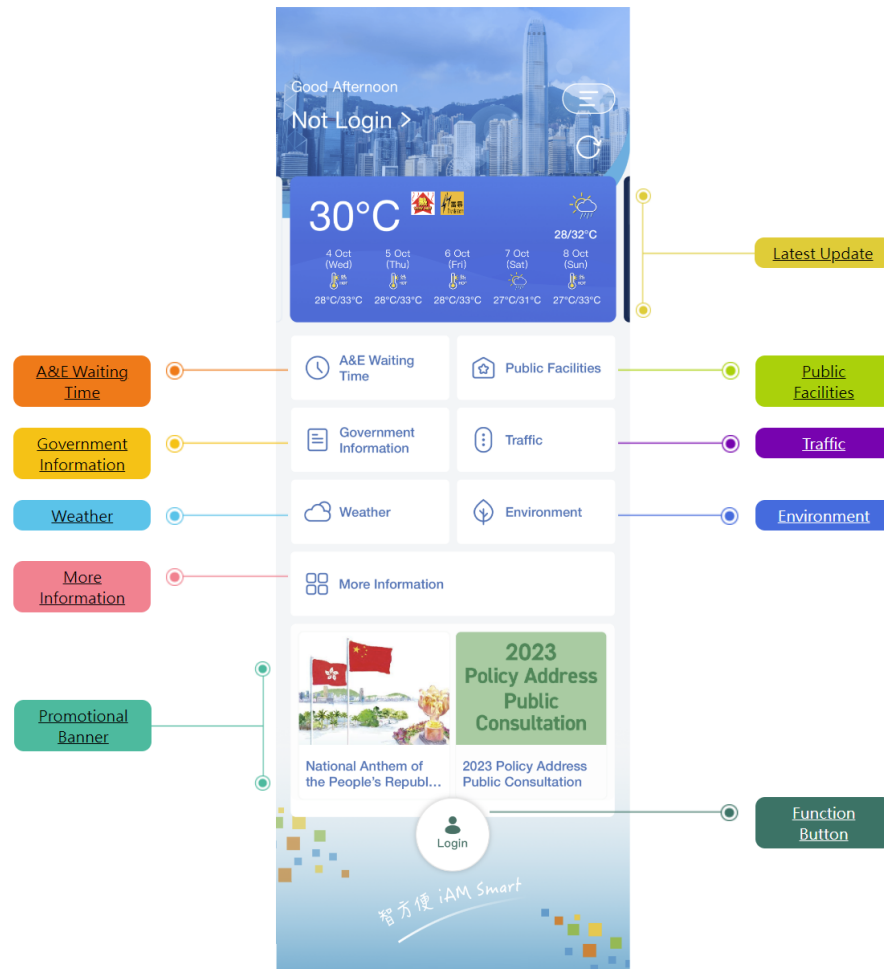 Good Afternoon
Not Login >
30°C
28/32°C
4 Oct
(Wed)
5 Oct
(Thu)
6 Oct
(Fri)
7 Oct
(Sat)
8 Oct
(Sun)
28°C/33°C
28°C/33°C
28°C/33°C
27°C/31°C
27°C/33°C
Latest Update
A&E Waiting
Time
A&E Waiting
Time
Public Facilities
Public
Facilities
Government
Information
Government
Information
Traffic
Traffic
Weather
Weather
Environment
Environment
More
Information
More Information
Promotional
Banner
2023
Policy Address
Public
Consultation
National Anthem of
the People's Republ...
2023 Policy Address
Public Consultation
Function
Button
Login
智方便 iAM Smart